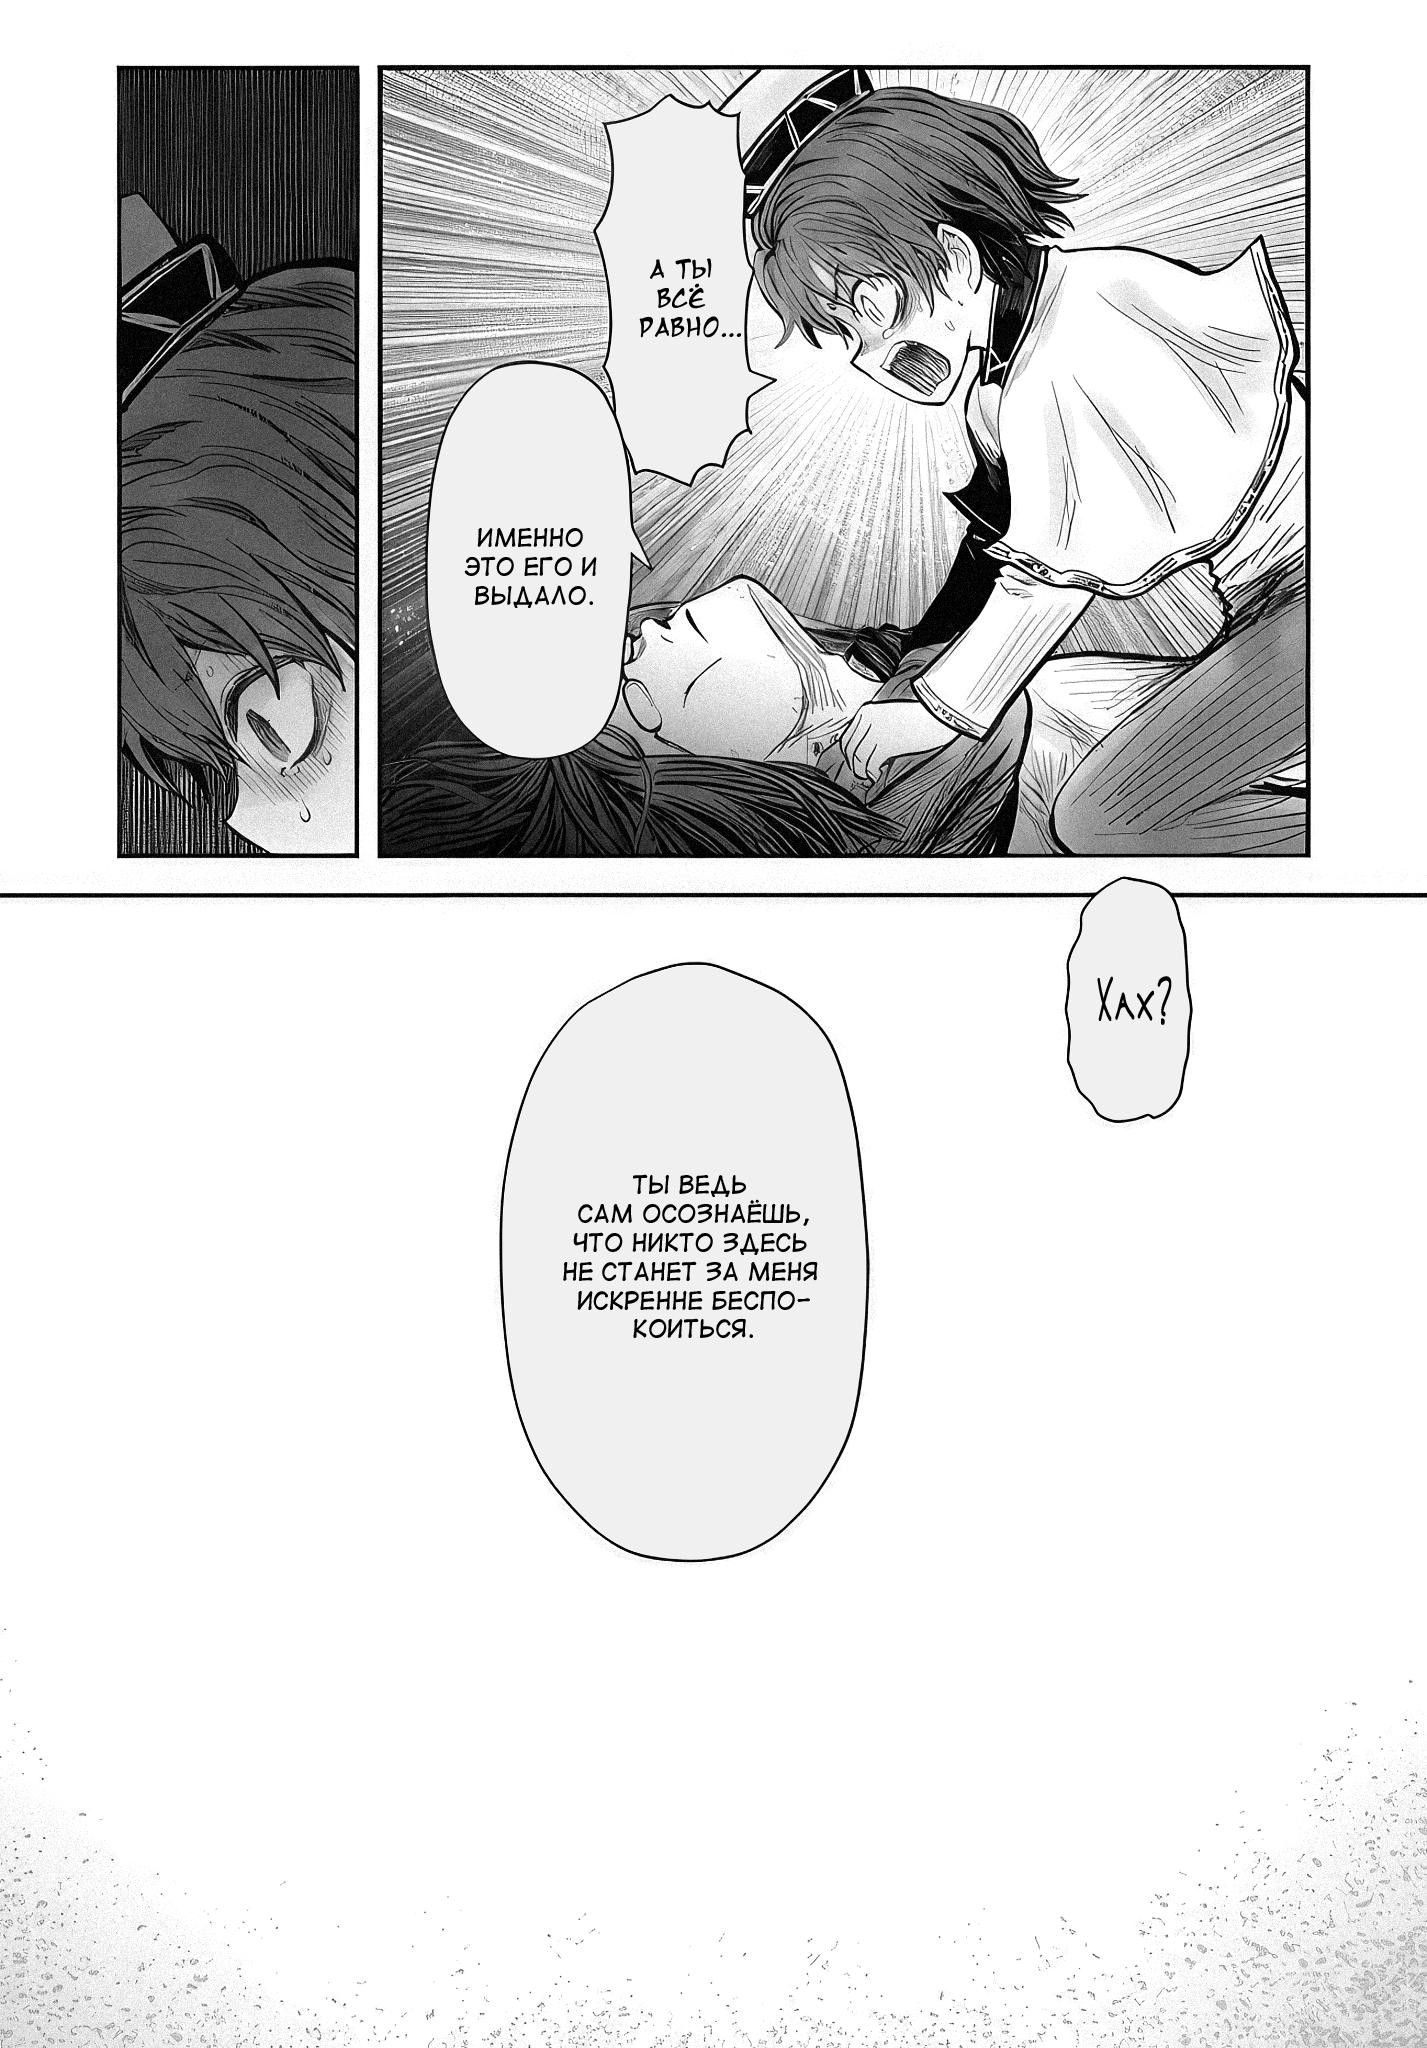 А ТЫ
ВСЁ
РАВНО...
ИМЕННО
ЭТО ЕГО И
ВЫДАЛО.
ХАХ?
ТЫ ВЕДЬ
САМ ОСОЗНАЁШЬ,
ЧТО НИКТО ЗДЕСЬ
НЕ СТАНЕТ ЗА МЕНЯ
ИСКРЕННЕ БЕСПО-
КОИТЬСЯ.